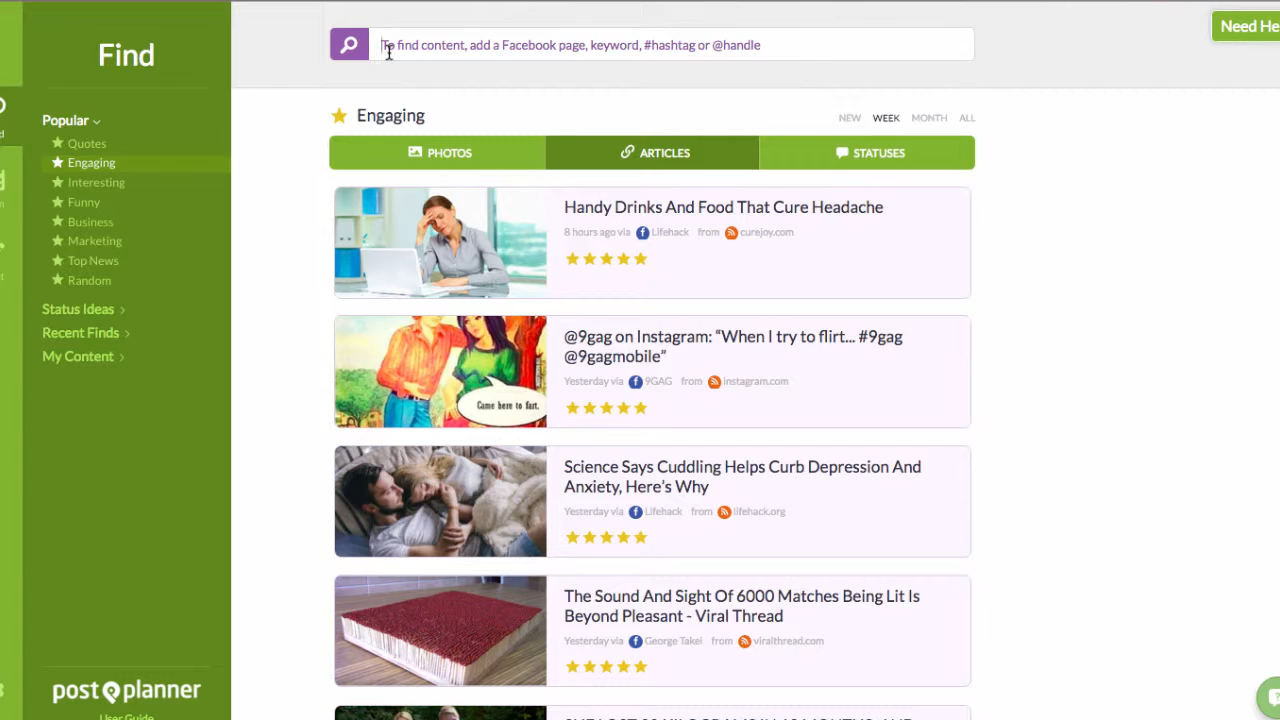 Need He
Find
To find content, add a Facebook page, keyword, #hashtag or @handle
Popular
Quotes
Engaging
Interesting
Funny
Business
Marketing
Top News
Random
Status Ideas
Recent Finds
My Content
post planner
User Guide
Engaging
NEW WEEK MONTH ALL
PHOTOS ARTICLES STATUSES
Handy Drinks And Food That Cure Headache
8 hours ago via Lifehack from curejoy.com
@9gag on Instagram: “When I try to flirt... #9gag
@9gagmobile”
Yesterday via 9GAG from instagram.com
Came here to fart.
Science Says Cuddling Helps Curb Depression And
Anxiety, Here’s Why
Yesterday via Lifehack from lifehack.org
The Sound And Sight Of 6000 Matches Being Lit Is
Beyond Pleasant - Viral Thread
Yesterday via George Takei from viralthread.com